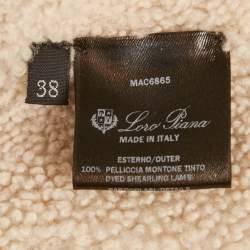 MAC6865
38
Loro Piana
MADE IN ITALY
ESTERNO/OUTER
100% PELLICCIA MONTONE TINTO
DYED SHEARLING LAMB